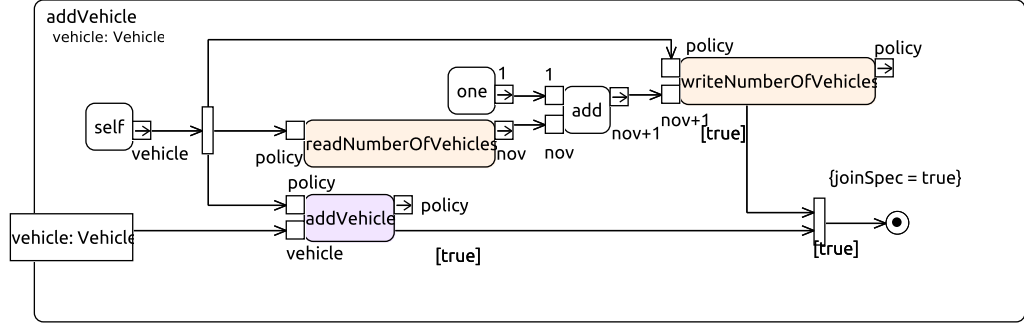 addVehicle
vehicle: Vehicle
policy
policy
1
1
one
writeNumberOfVehicles
self
add
nov+1
nov+1
[true]
vehicle
policy
readNumberOfVehicles
nov
nov
policy
{joinSpec = true}
addVehicle
policy
vehicle: Vehicle
vehicle
[true]
[true]